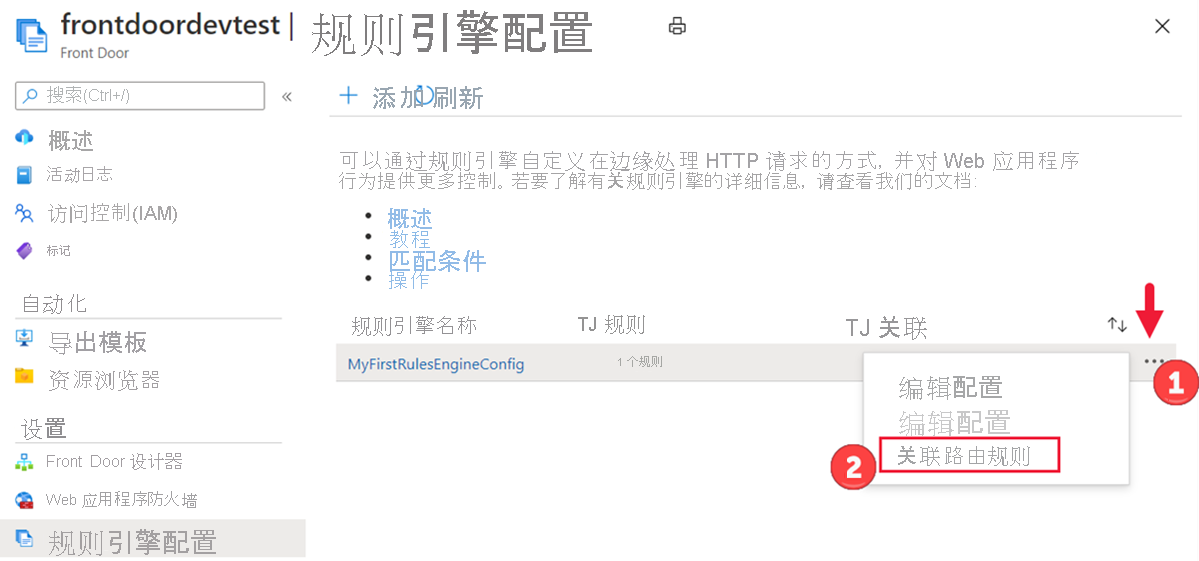 frontdoordevtest | 规则引擎配置
Front Door
搜索(Ctrl+/)
«
概述
活动日志
访问控制(IAM)
标记
自动化
导出模板
资源浏览器
设置
Front Door 设计器
Web 应用程序防火墙
规则引擎配置
+ 添加 刷新
可以通过规则引擎自定义在边缘处理 HTTP 请求的方式, 并对 Web 应用程序
行为提供更多控制。若要了解有关规则引擎的详细信息, 请查看我们的文档:
• 概述
• 教程
• 匹配条件
• 操作
规则引擎名称 TJ 规则 TJ 关联 ↑↓
MyFirstRulesEngineConfig 1 个规则 ...
1
编辑配置
编辑配置
2 关联路由规则